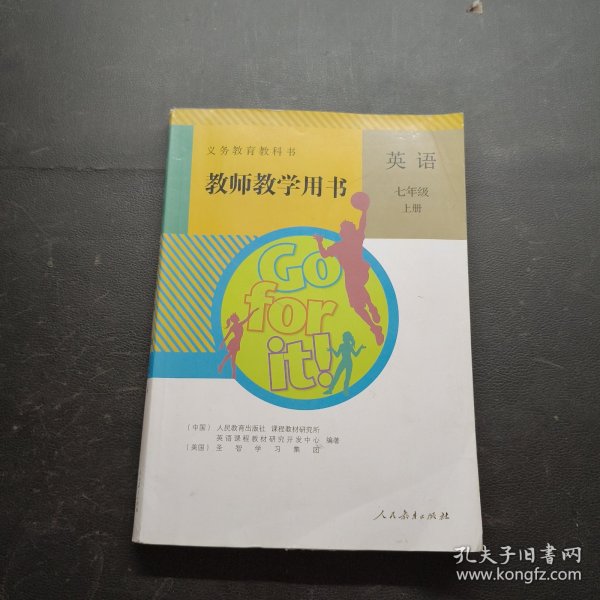 义务教育教科书
教师教学用书
英语
七年级
上册
Go
for
it!
（中国） 人民教育出版社 课程教材研究所
英语课程教材研究开发中心 编著
（美国） 圣智学习集团
人民教育出版社
孔夫子旧书网
www.kongfz.com